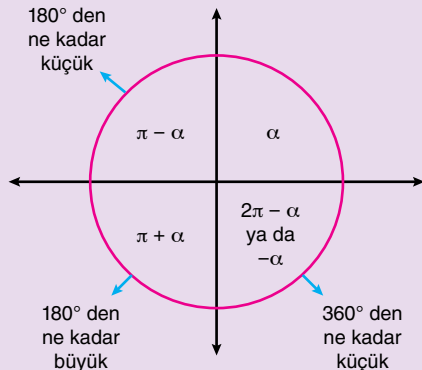 180° den
ne kadar
küçük
π – α
α
π + α
2π – α
ya da
–α
180° den
ne kadar
büyük
360° den
ne kadar
küçük